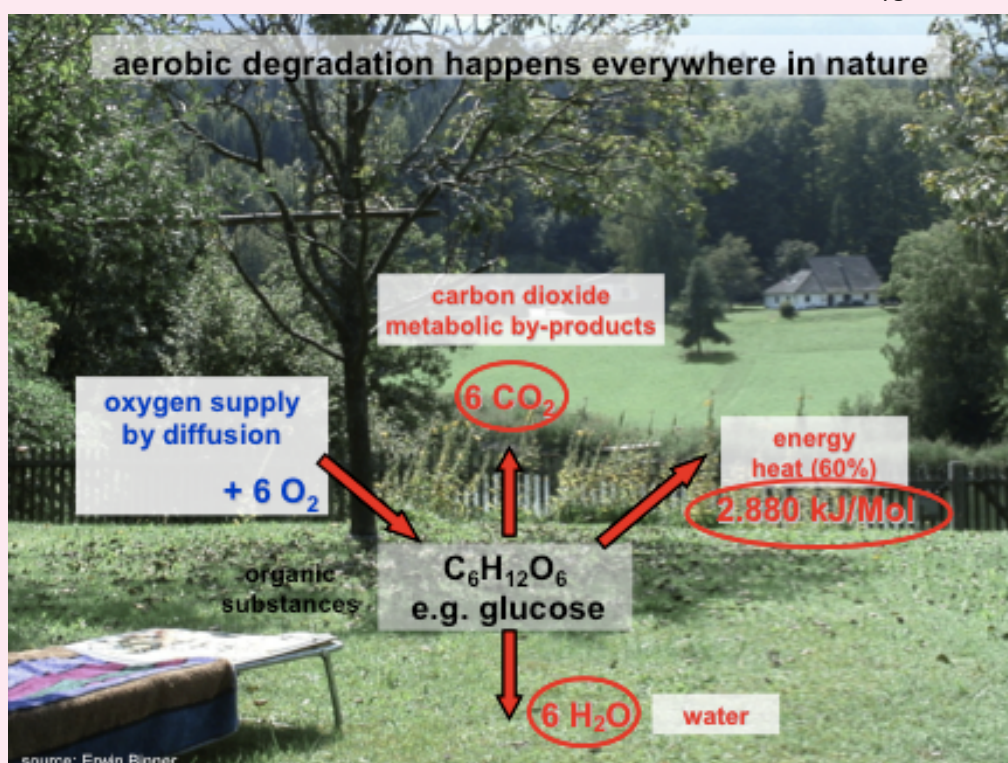 aerobic degradation happens everywhere in nature
carbon dioxide
metabolic by-products
6 CO₂
oxygen supply
by diffusion
+ 6 O₂
energy
heat (60%)
2.880 kJ/Mol
organic
substances
C₆H₁₂O₆
e.g. glucose
6 H₂O
water
source: Erwin Binner